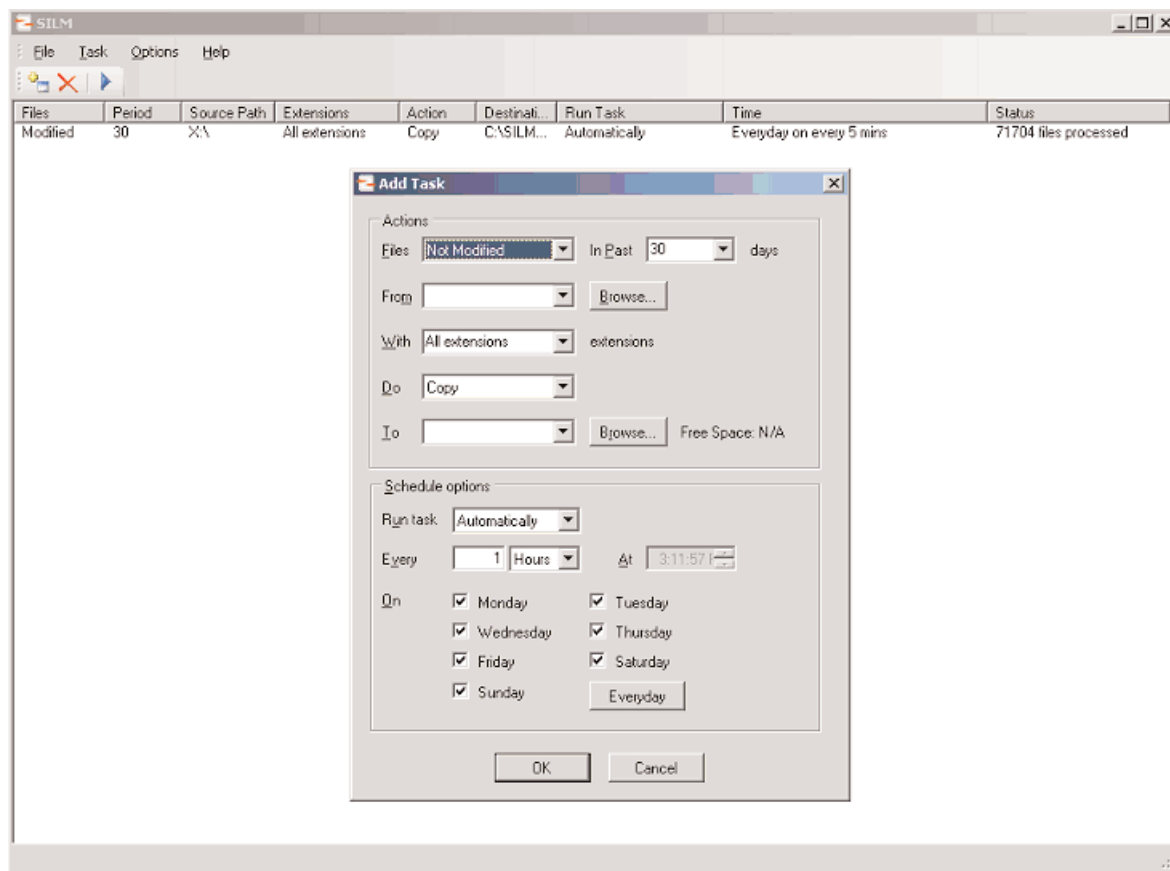 SILM
File Task Options Help
Files Period Source Path Extensions Action Destinati... Run Task Time Status
Modified 30 X:\ All extensions Copy C:\SILM... Automatically Everyday on every 5 mins 71704 files processed
Add Task
Actions
Files Not Modified In Past 30 days
From Browse...
With All extensions extensions
Do Copy
To Browse... Free Space: N/A
Schedule options
Run task Automatically
Every 1 Hours At 3:11:57
On Monday Tuesday
Wednesday Thursday
Friday Saturday
Sunday Everyday
OK Cancel